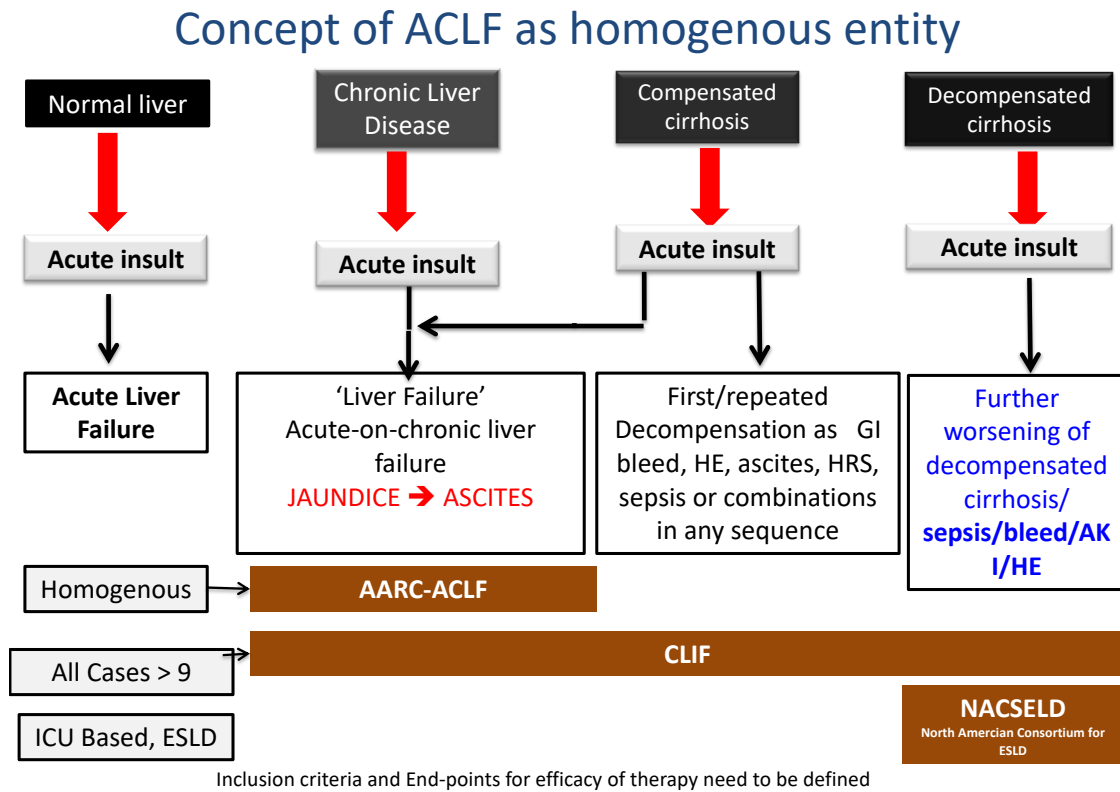 Concept of ACLF as homogenous entity
Normal liver
Chronic Liver
Disease
Compensated
cirrhosis
Decompensated
cirrhosis
Acute insult
Acute insult
Acute insult
Acute insult
Acute Liver
Failure
‘Liver Failure’
Acute-on-chronic liver
failure
JAUNDICE ➔ ASCITES
First/repeated
Decompensation as GI
bleed, HE, ascites, HRS,
sepsis or combinations
in any sequence
Further
worsening of
decompensated
cirrhosis/
sepsis/bleed/AK
I/HE
Homogenous
AARC-ACLF
All Cases > 9
CLIF
ICU Based, ESLD
NACSELD
North Amercian Consortium for
ESLD
Inclusion criteria and End-points for efficacy of therapy need to be defined